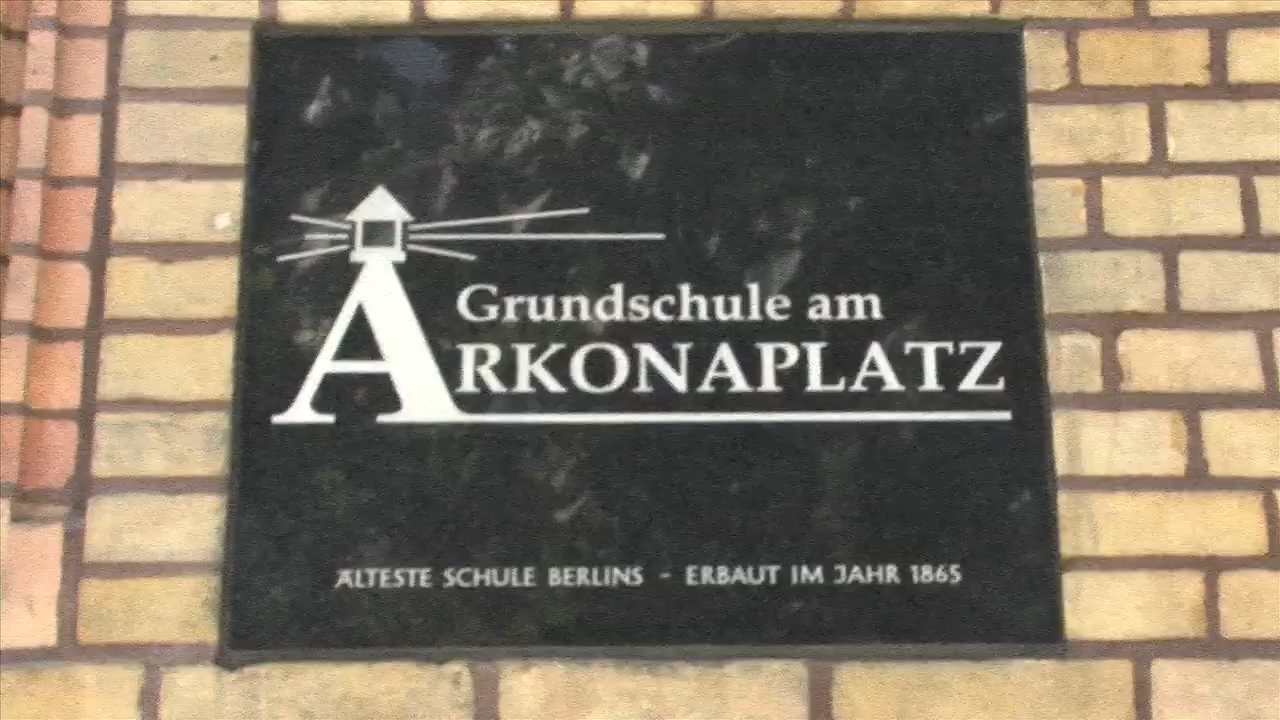 Grundschule am
ARKONAPLATZ
ÄLTESTE SCHULE BERLINS - ERBAUT IM JAHR 1865